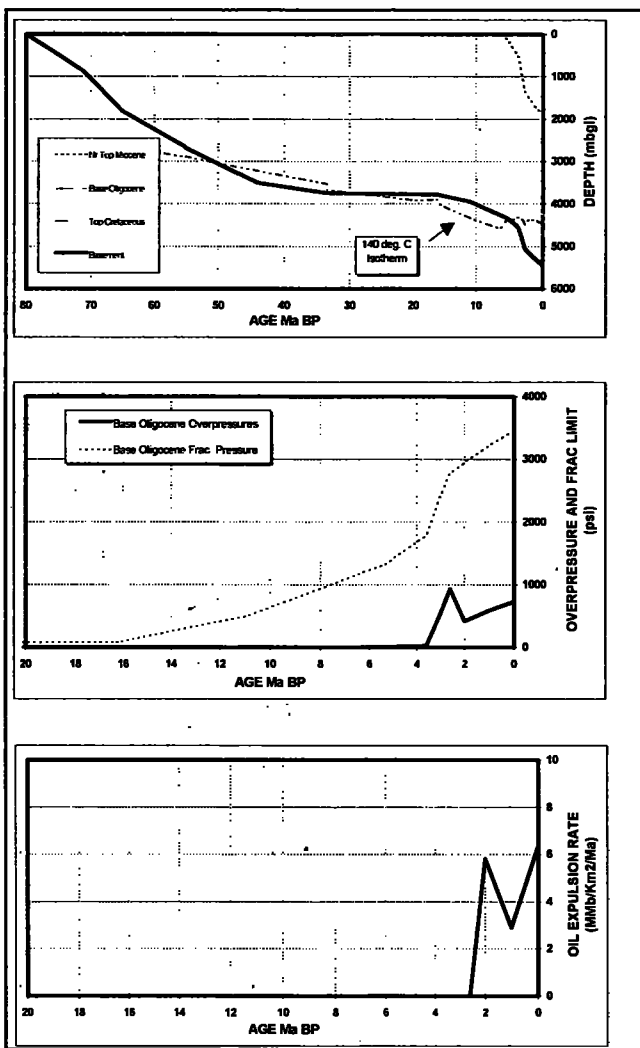 0
1000
2000
3000
4000
5000
6000
DEPTH (mbgl)
Nr Top Miocene
Base Oligocene
Top Cretaceous
Basement
140 deg. C
Isotherm
80 70 60 50 40 30 20 10 0
AGE Ma BP
Base Oligocene Overpressures
Base Oligocene Frac. Pressure
4000
3000
2000
1000
0
OVERPRESSURE AND FRAC LIMIT
(psi)
20 18 16 14 12 10 8 6 4 2 0
AGE Ma BP
10
8
6
4
2
0
OIL EXPULSION RATE
(MMb/Km2/Ma)
20 18 16 14 12 10 8 6 4 2 0
AGE Ma BP